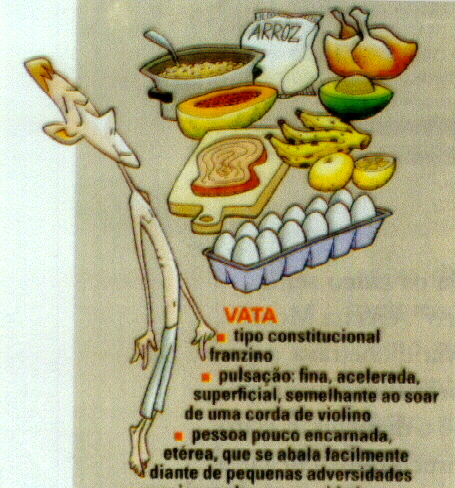 ARROZ
VATA
▪ tipo constitucional
franzino
▪ pulsação: fina, acelerada,
superficial, semelhante ao soar
de uma corda de violino
▪ pessoa pouco encarnada,
etérea, que se abala facilmente
diante de pequenas adversidades